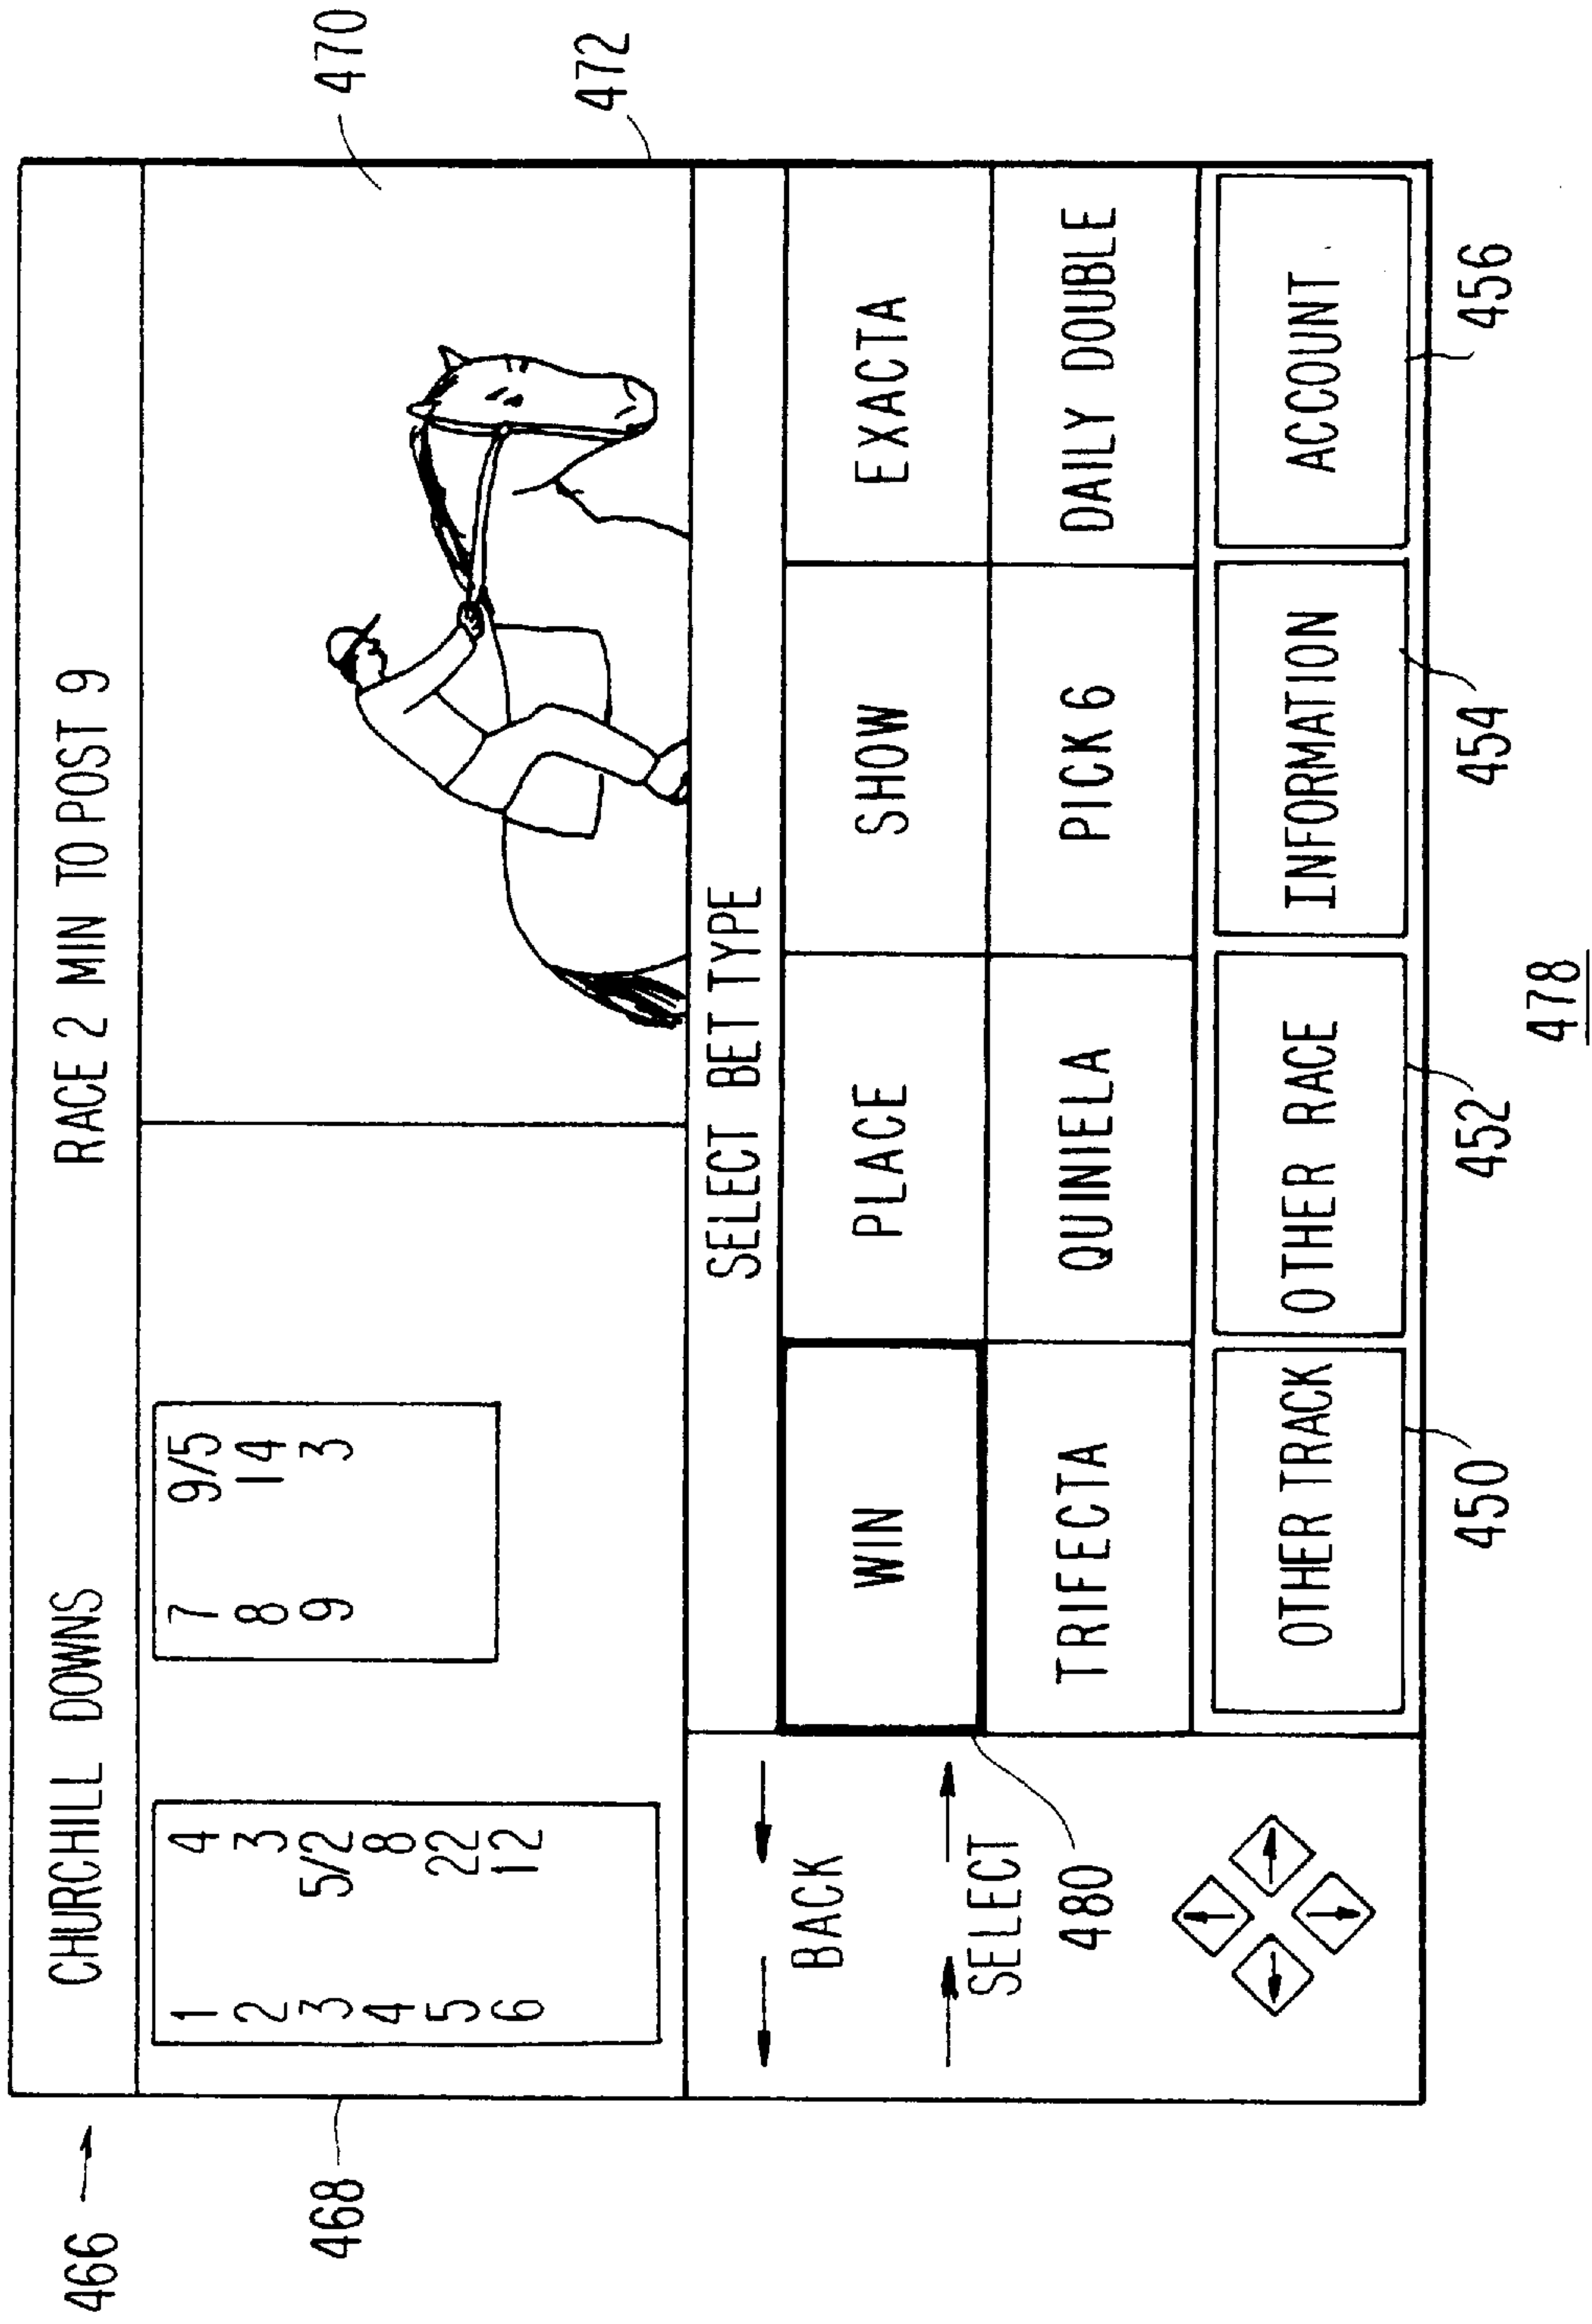 466
CHURCHILL DOWNS RACE 2 MIN TO POST 9
470
468
1 4 7 9/5
2 3 8 14
3 5/2 9 3
4 8
5 22
6 12
472
SELECT BET TYPE
BACK
WIN PLACE SHOW EXACTA
SELECT
480
TRIFECTA QUINIELA PICK 6 DAILY DOUBLE
OTHER TRACK OTHER RACE INFORMATION ACCOUNT
450 452 454 456
478